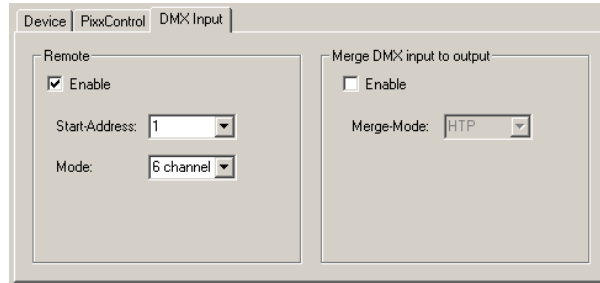 Device PixxControl DMX Input
Remote
Enable
Start-Address: 1
Mode: 6 channel
Merge DMX input to output
Enable
Merge-Mode: HTP